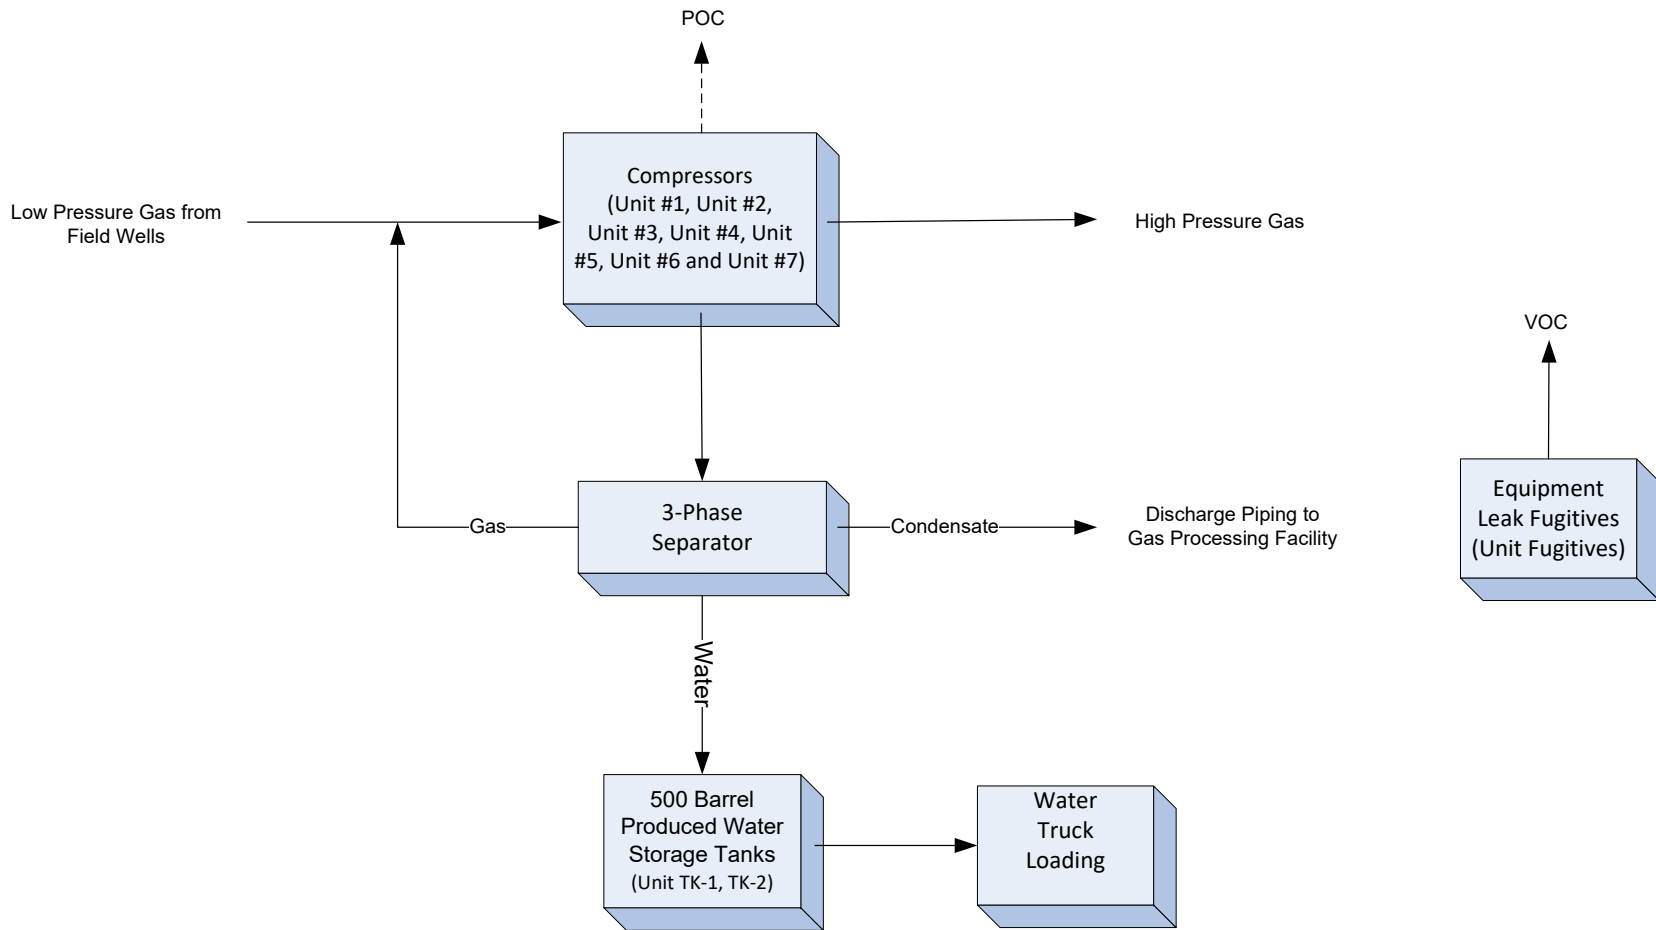 POC
Compressors
(Unit #1, Unit #2,
Unit #3, Unit #4, Unit
#5, Unit #6 and Unit #7)
Low Pressure Gas from
Field Wells
High Pressure Gas
VOC
Equipment
Leak Fugitives
(Unit Fugitives)
3-Phase
Separator
Gas
Condensate
Discharge Piping to
Gas Processing Facility
Water
500 Barrel
Produced Water
Storage Tanks
(Unit TK-1, TK-2)
Water
Truck
Loading